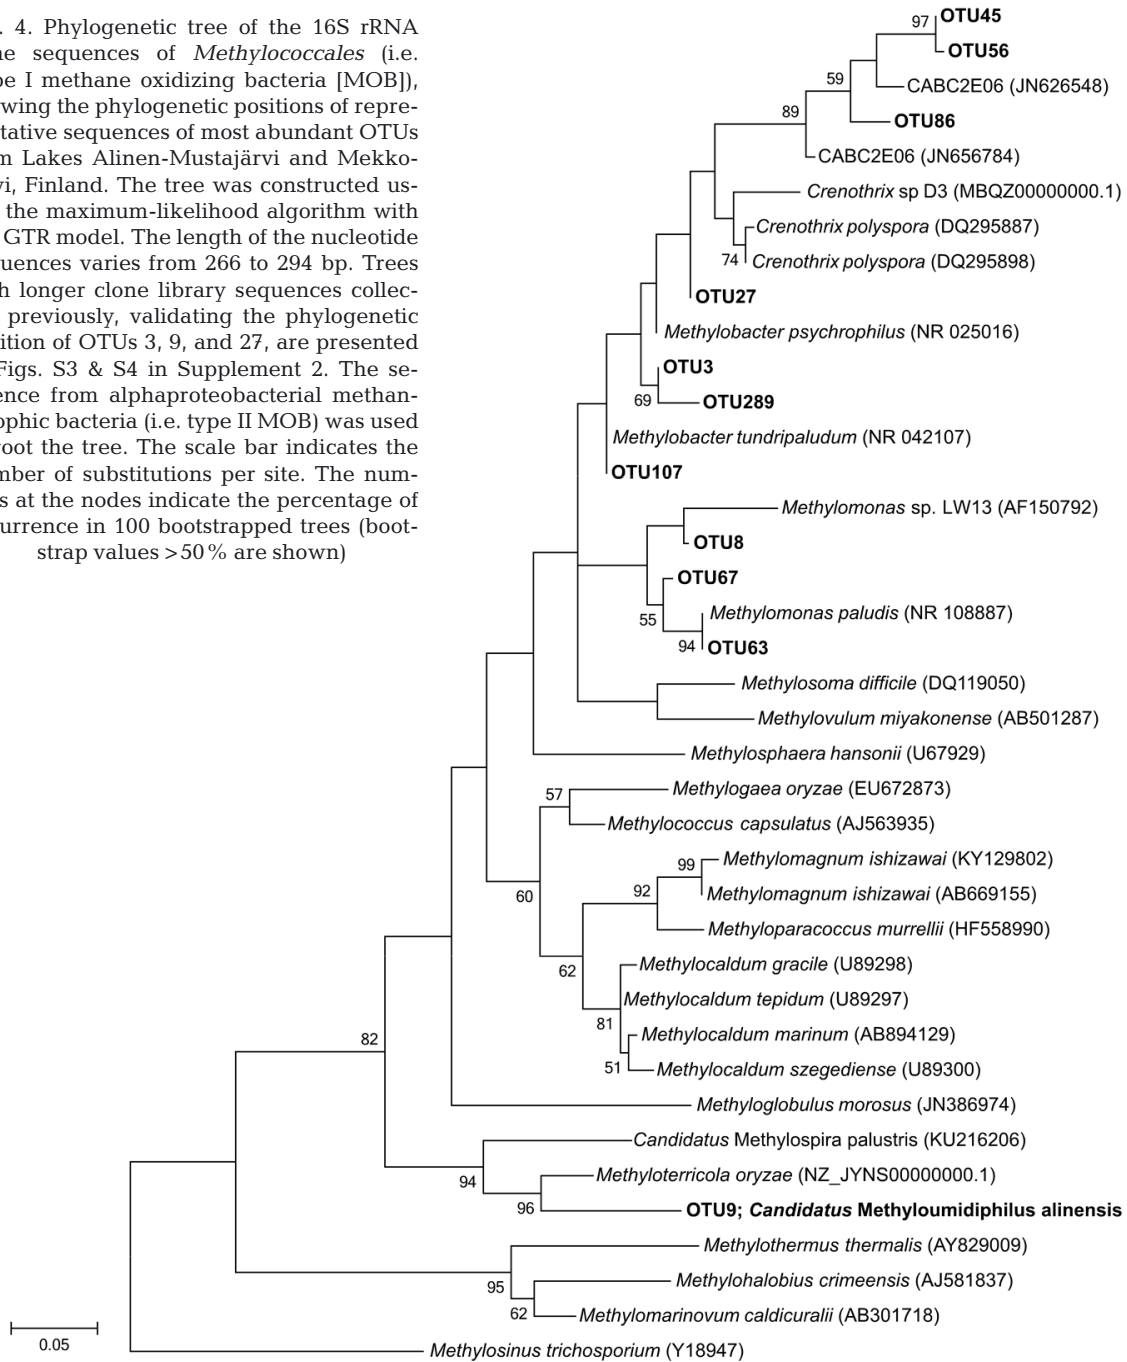 . 4. Phylogenetic tree of the 16S rRNA
ne sequences of Methylococcales (i.e.
pe I methane oxidizing bacteria [MOB]),
wing the phylogenetic positions of repre-
tative sequences of most abundant OTUs
m Lakes Alinen-Mustajärvi and Mekko-
vi, Finland. The tree was constructed us-
the maximum-likelihood algorithm with
GTR model. The length of the nucleotide
uences varies from 266 to 294 bp. Trees
h longer clone library sequences collec-
previously, validating the phylogenetic
ition of OTUs 3, 9, and 27, are presented
Figs. S3 & S4 in Supplement 2. The se-
ence from alphaproteobacterial methan-
ophic bacteria (i.e. type II MOB) was used
root the tree. The scale bar indicates the
mber of substitutions per site. The num-
s at the nodes indicate the percentage of
urrence in 100 bootstrapped trees (boot-
strap values >50% are shown)
97 OTU45
OTU56
59
CABC2E06 (JN626548)
89
OTU86
CABC2E06 (JN656784)
Crenothrix sp D3 (MBQZ00000000.1)
Crenothrix polyspora (DQ295887)
74 Crenothrix polyspora (DQ295898)
OTU27
Methylobacter psychrophilus (NR 025016)
OTU3
69 OTU289
Methylobacter tundripaludum (NR 042107)
OTU107
Methylomonas sp. LW13 (AF150792)
OTU8
OTU67
55 Methylomonas paludis (NR 108887)
94 OTU63
Methylosoma difficile (DQ119050)
Methylovulum miyakonense (AB501287)
Methylosphaera hansonii (U67929)
57 Methylogaea oryzae (EU672873)
Methylococcus capsulatus (AJ563935)
99 Methylomagnum ishizawai (KY129802)
92
60 Methylomagnum ishizawai (AB669155)
Methyloparacoccus murrellii (HF558990)
62 Methylocaldum gracile (U89298)
Methylocaldum tepidum (U89297)
81
82 Methylocaldum marinum (AB894129)
51 Methylocaldum szegediense (U89300)
Methyloglobulus morosus (JN386974)
Candidatus Methylospira palustris (KU216206)
94 Methyloterricola oryzae (NZ_JYNS00000000.1)
96 OTU9; Candidatus Methyloumidiphilus alinensis
Methylothermus thermalis (AY829009)
95 Methylohalobius crimeensis (AJ581837)
62 Methylomarinovum caldicuralii (AB301718)
0.05
Methylosinus trichosporium (Y18947)